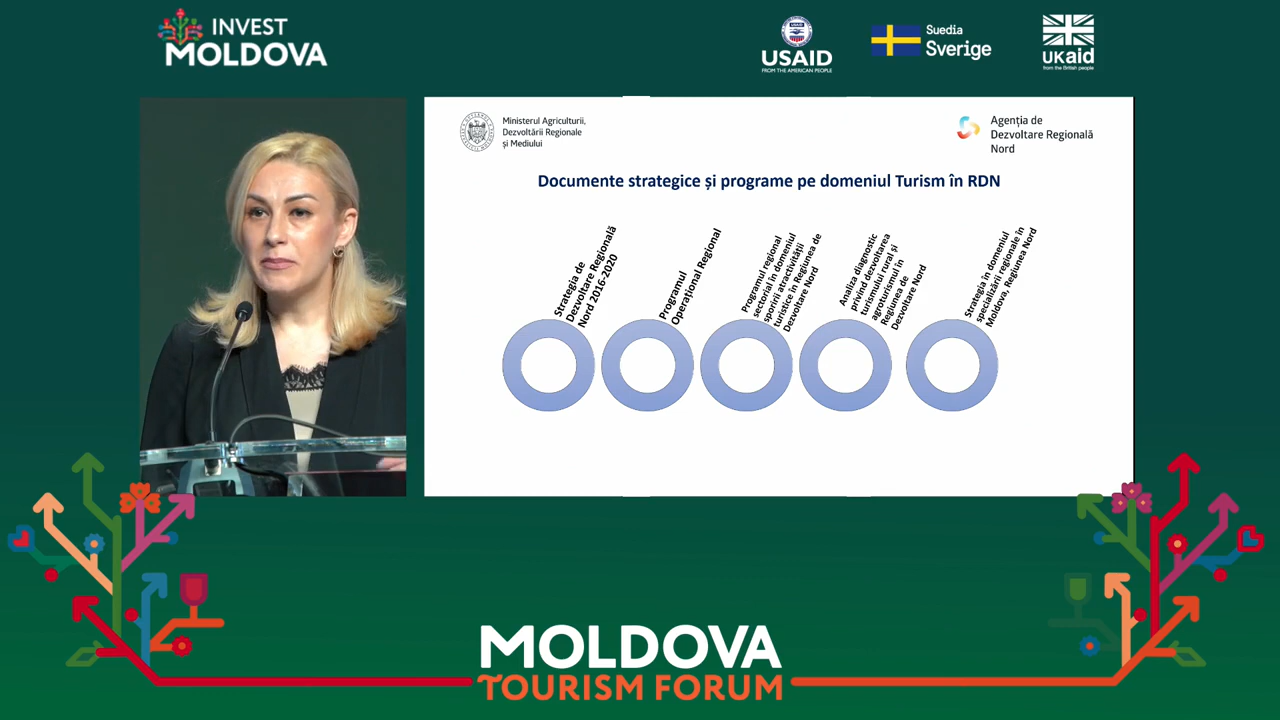 INVEST
MOLDOVA
USAID
FROM THE AMERICAN PEOPLE
Suedia
Sverige
UKaid
from the British people
Ministerul Agriculturii,
Dezvoltării Regionale
și Mediului
Agenția de
Dezvoltare Regională
Nord
Documente strategice și programe pe domeniul Turism în RDN
Strategia de
Dezvoltare Regională
Nord 2016-2020
Programul
Operațional Regional
Programul regional
sectorial în domeniul
sporirii atractivității
turistice în Regiunea de
Dezvoltare Nord
Analiza diagnostic
privind dezvoltarea
turismului rural și
agroturismul în
Regiunea de
Dezvoltare Nord
Strategia în domeniul
specializării regionale în
Moldova, Regiunea Nord
MOLDOVA
TOURISM FORUM